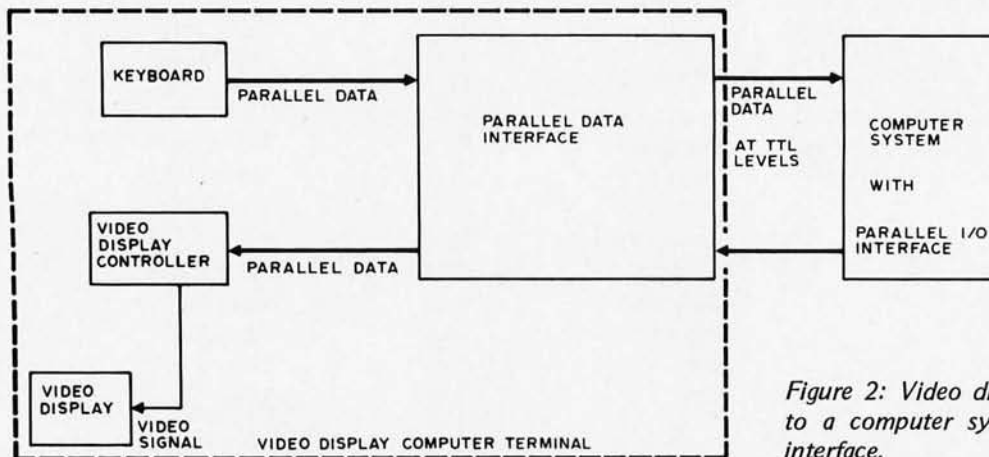 KEYBOARD
PARALLEL DATA
PARALLEL DATA
INTERFACE
PARALLEL
DATA
AT TTL
LEVELS
COMPUTER
SYSTEM
WITH
PARALLEL I/O
INTERFACE
VIDEO
DISPLAY
CONTROLLER
PARALLEL DATA
VIDEO
DISPLAY
VIDEO
SIGNAL
VIDEO DISPLAY COMPUTER TERMINAL
Figure 2: Video
to a computer
interface.